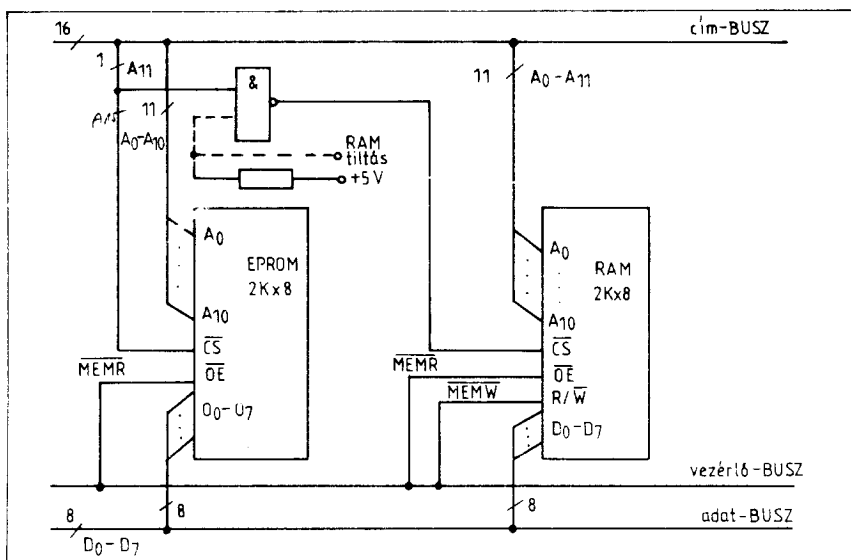 16
cím-BUSZ
1
A11
&
11
A0-A11
A15
11
A0-A10
RAM
tiltás
+5V
A0
EPROM
2Kx8
A10
CS
MEMR
OE
O0-O7
A0
RAM
2Kx8
A10
CS
MEMR
OE
MEMW
R/W
D0-D7
vezérlő-BUSZ
8
8
8
adat-BUSZ
D0-D7